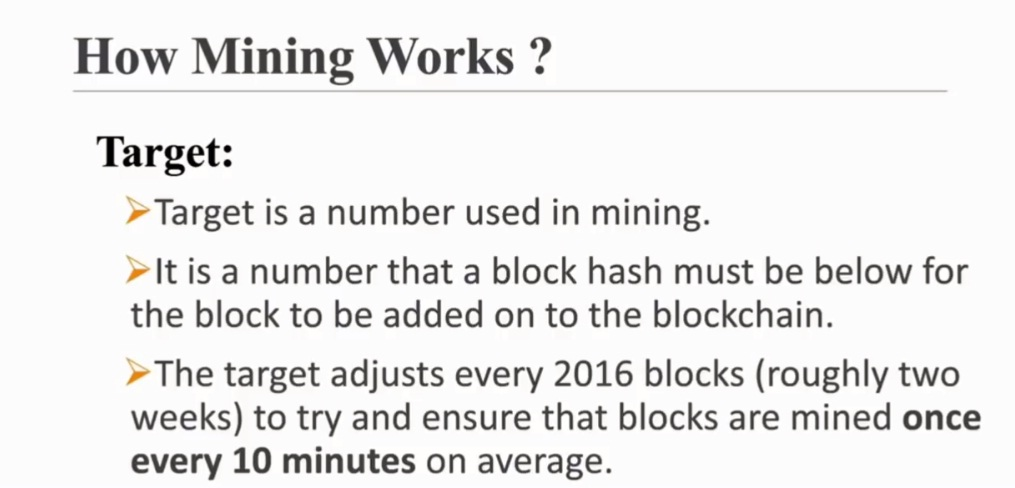 How Mining Works ?
Target:
➢Target is a number used in mining.
➢It is a number that a block hash must be below for
the block to be added on to the blockchain.
➢The target adjusts every 2016 blocks (roughly two
weeks) to try and ensure that blocks are mined once
every 10 minutes on average.